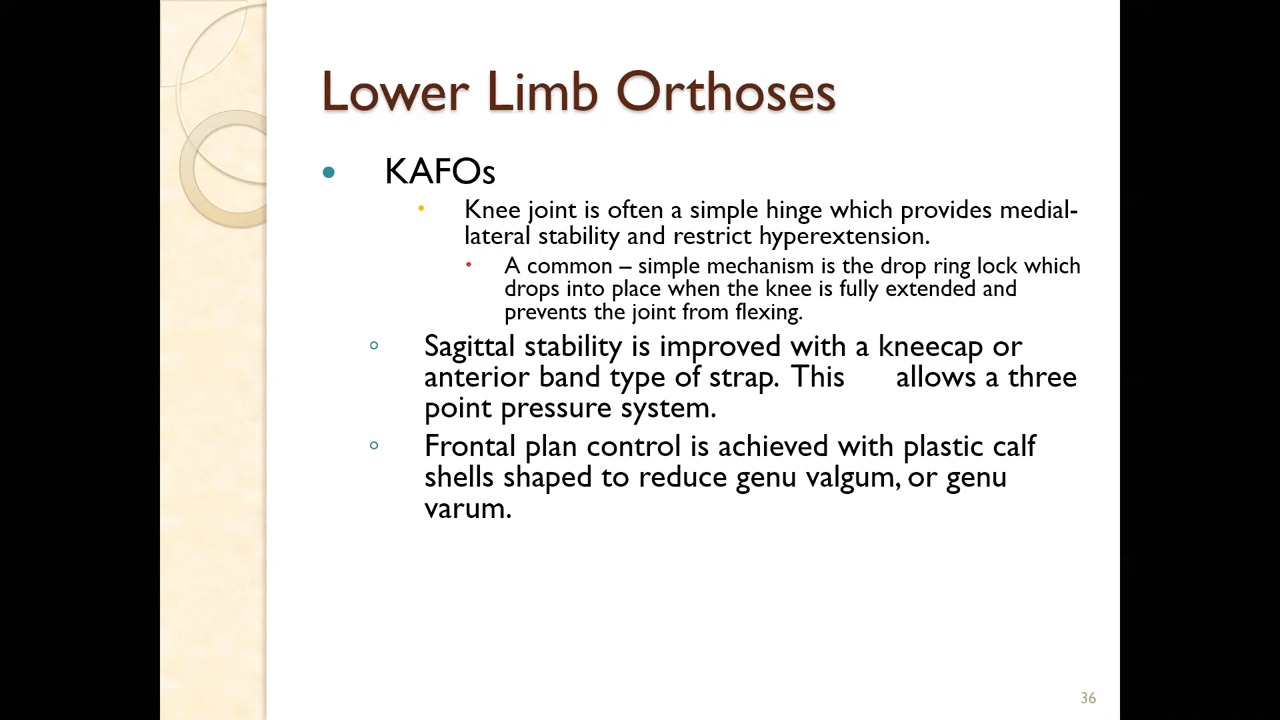 Lower Limb Orthoses
• KAFOs
• Knee joint is often a simple hinge which provides medial-
lateral stability and restrict hyperextension.
• A common – simple mechanism is the drop ring lock which
drops into place when the knee is fully extended and
prevents the joint from flexing.
◦ Sagittal stability is improved with a kneecap or
anterior band type of strap. This allows a three
point pressure system.
◦ Frontal plan control is achieved with plastic calf
shells shaped to reduce genu valgum, or genu
varum.
36